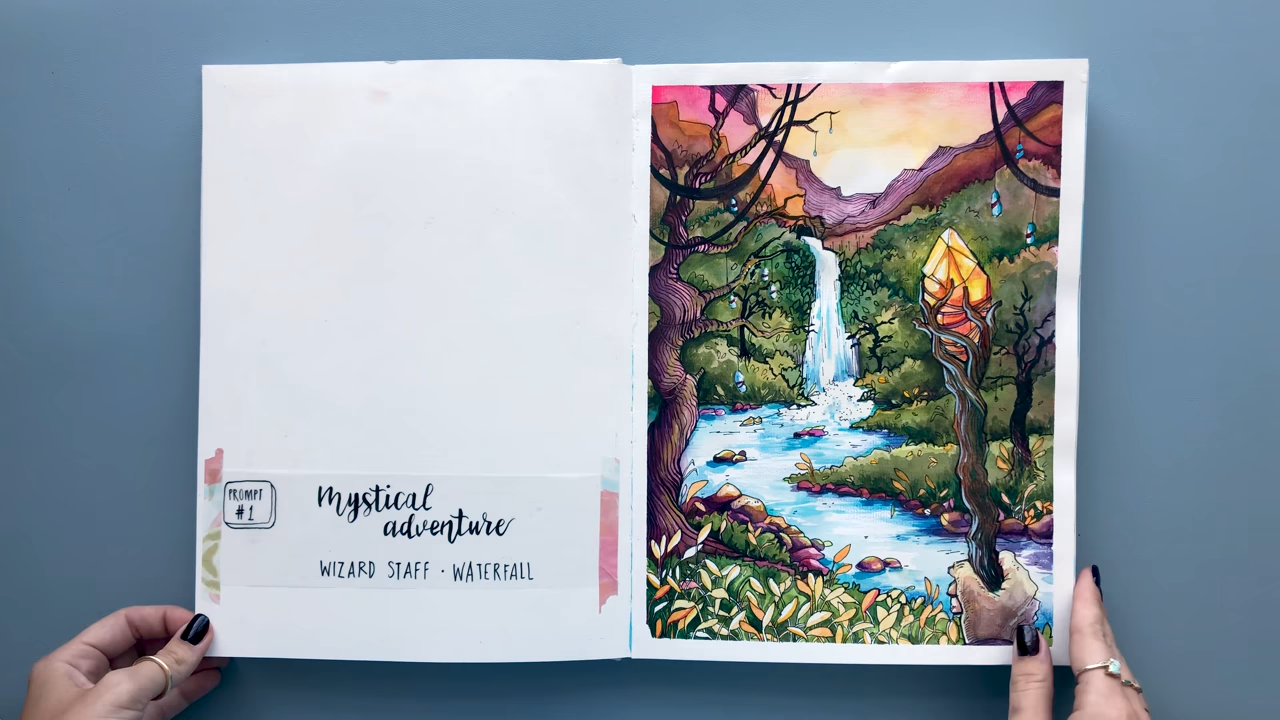 PROMPT
#1
Mystical
adventure
WIZARD STAFF · WATERFALL